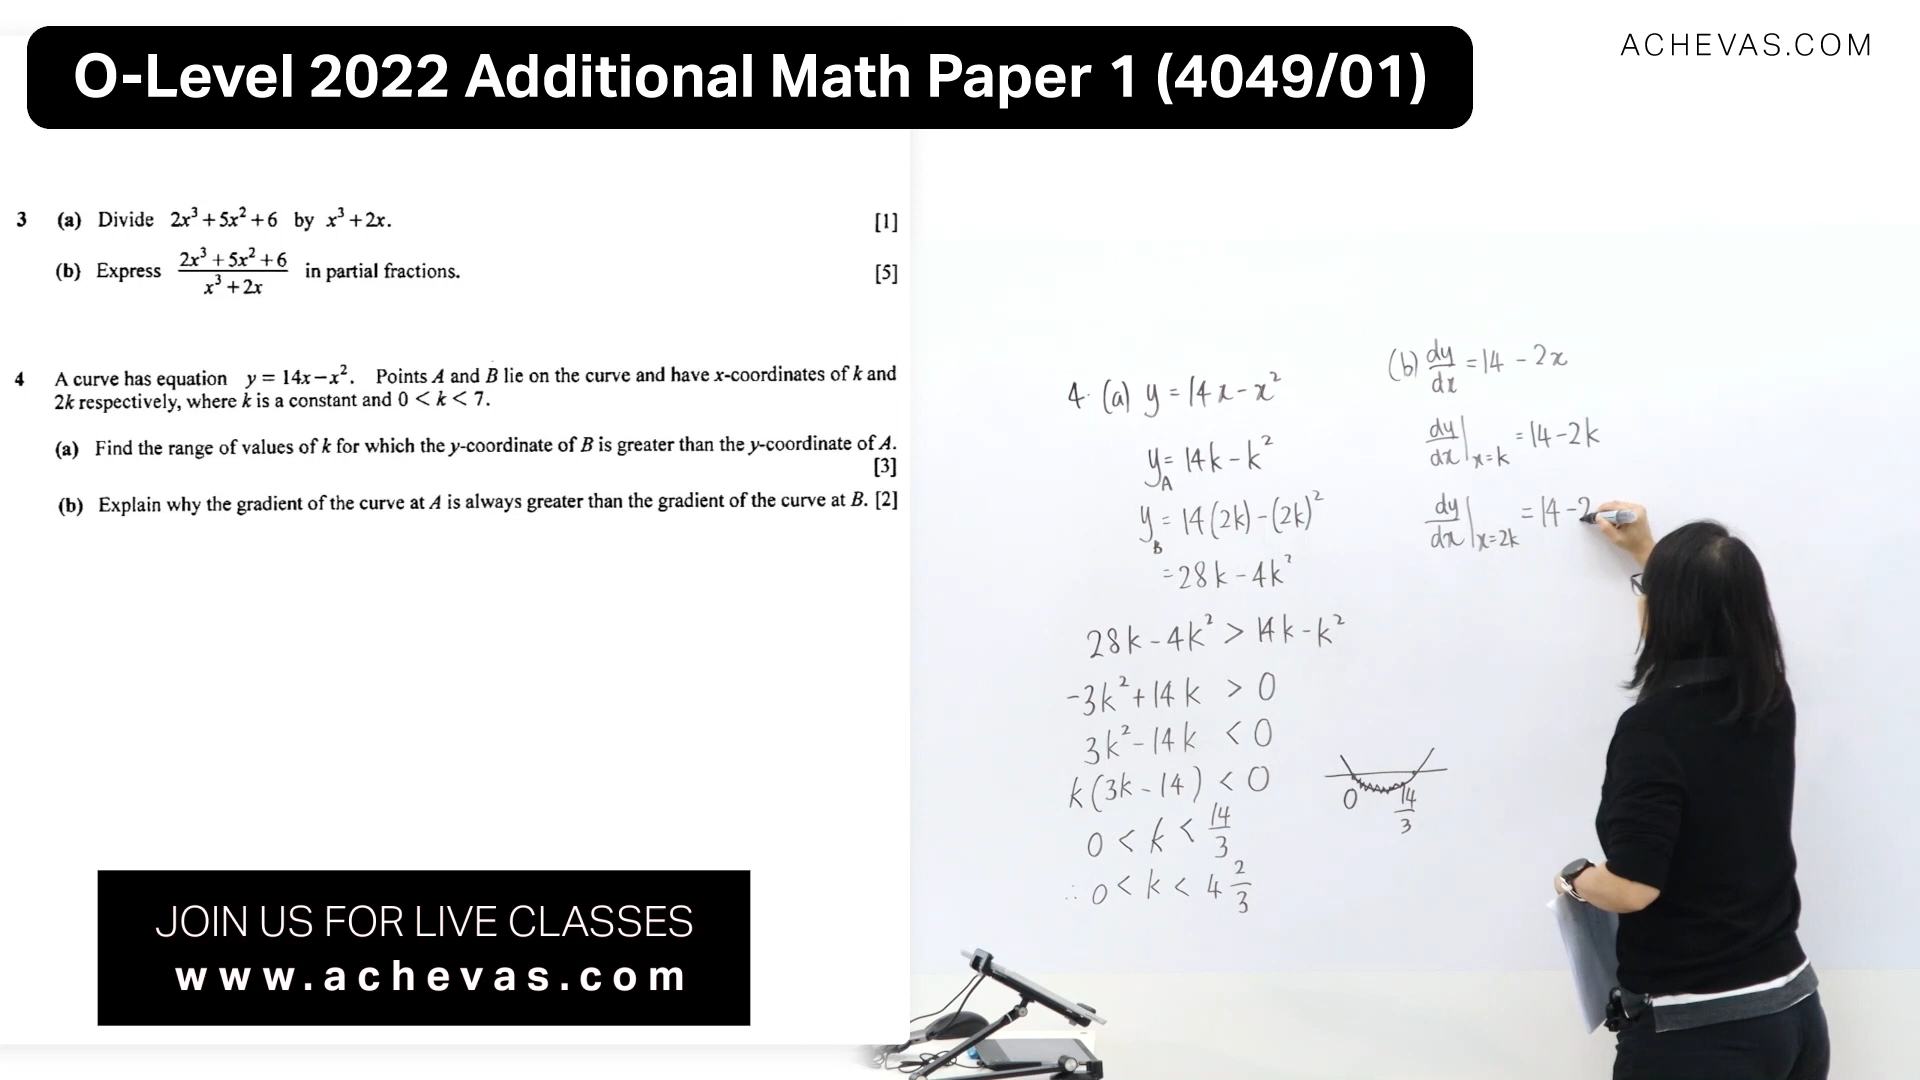 O-Level 2022 Additional Math Paper 1 (4049/01)
ACHEVAS.COM
3 (a) Divide 2x³ + 5x² + 6 by x³ + 2x. [1]
(b) Express (2x³ + 5x² + 6)/(x³ + 2x) in partial fractions. [5]
4 A curve has equation y = 14x − x². Points A and B lie on the curve and have x-coordinates of k and
2k respectively, where k is a constant and 0 < k < 7.
(a) Find the range of values of k for which the y-coordinate of B is greater than the y-coordinate of A.
[3]
(b) Explain why the gradient of the curve at A is always greater than the gradient of the curve at B. [2]
JOIN US FOR LIVE CLASSES
www.achevas.com
4. (a) y = 14x − x²
y_A = 14k − k²
y_B = 14(2k) − (2k)²
= 28k − 4k²
28k − 4k² > 14k − k²
−3k² + 14k > 0
3k² − 14k < 0
k(3k − 14) < 0
0 < k < 14/3
∴ 0 < k < 4 2/3
0 14/3
(b) dy/dx = 14 − 2x
dy/dx |x=k = 14 − 2k
dy/dx |x=2k = 14 − 2